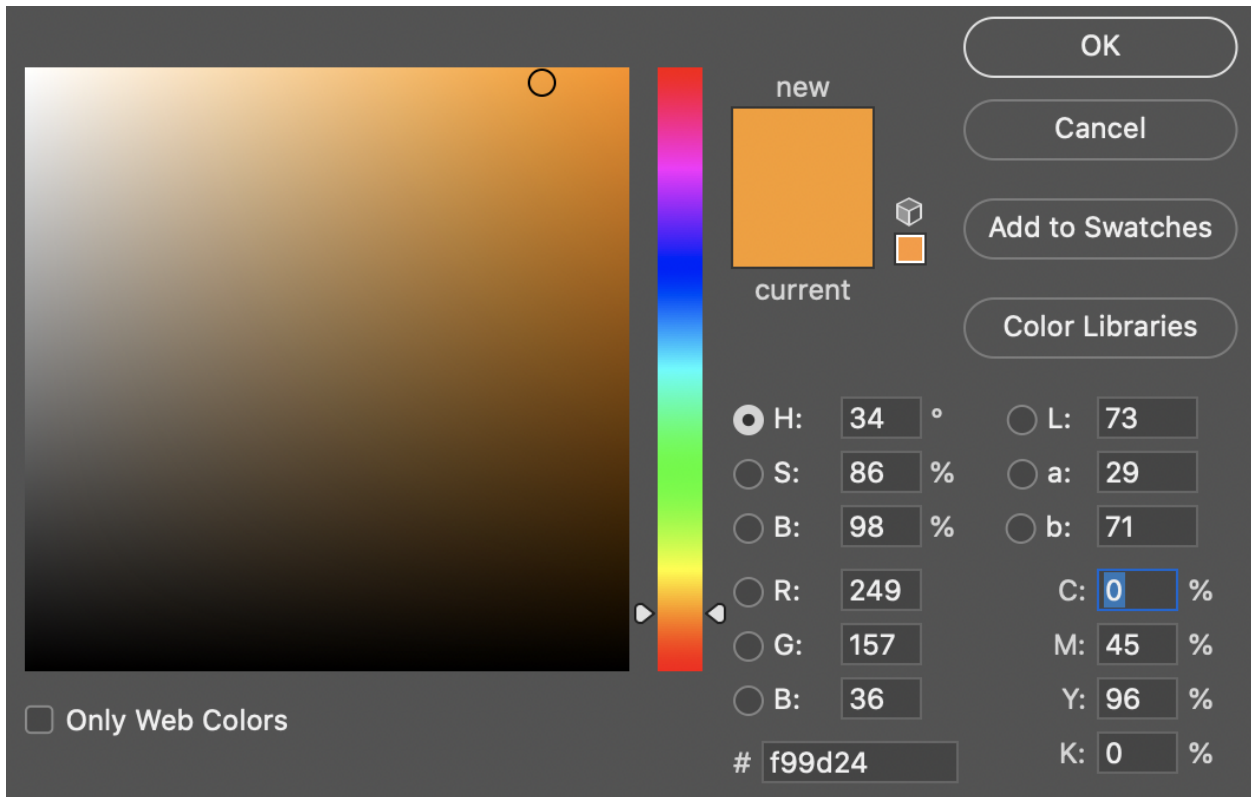 OK
new
Cancel
Add to Swatches
current
Color Libraries
H: 34 ° L: 73
S: 86 % a: 29
B: 98 % b: 71
R: 249 C: 0 %
G: 157 M: 45 %
B: 36 Y: 96 %
Only Web Colors
# f99d24 K: 0 %